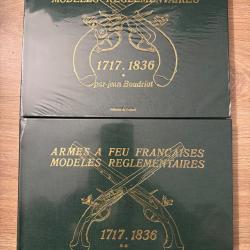 MODELES REGLEMENTAIRES
1717.1836
*
par Jean Boudriot
ARMES A FEU FRANÇAISES
MODELES REGLEMENTAIRES
1717.1836
**